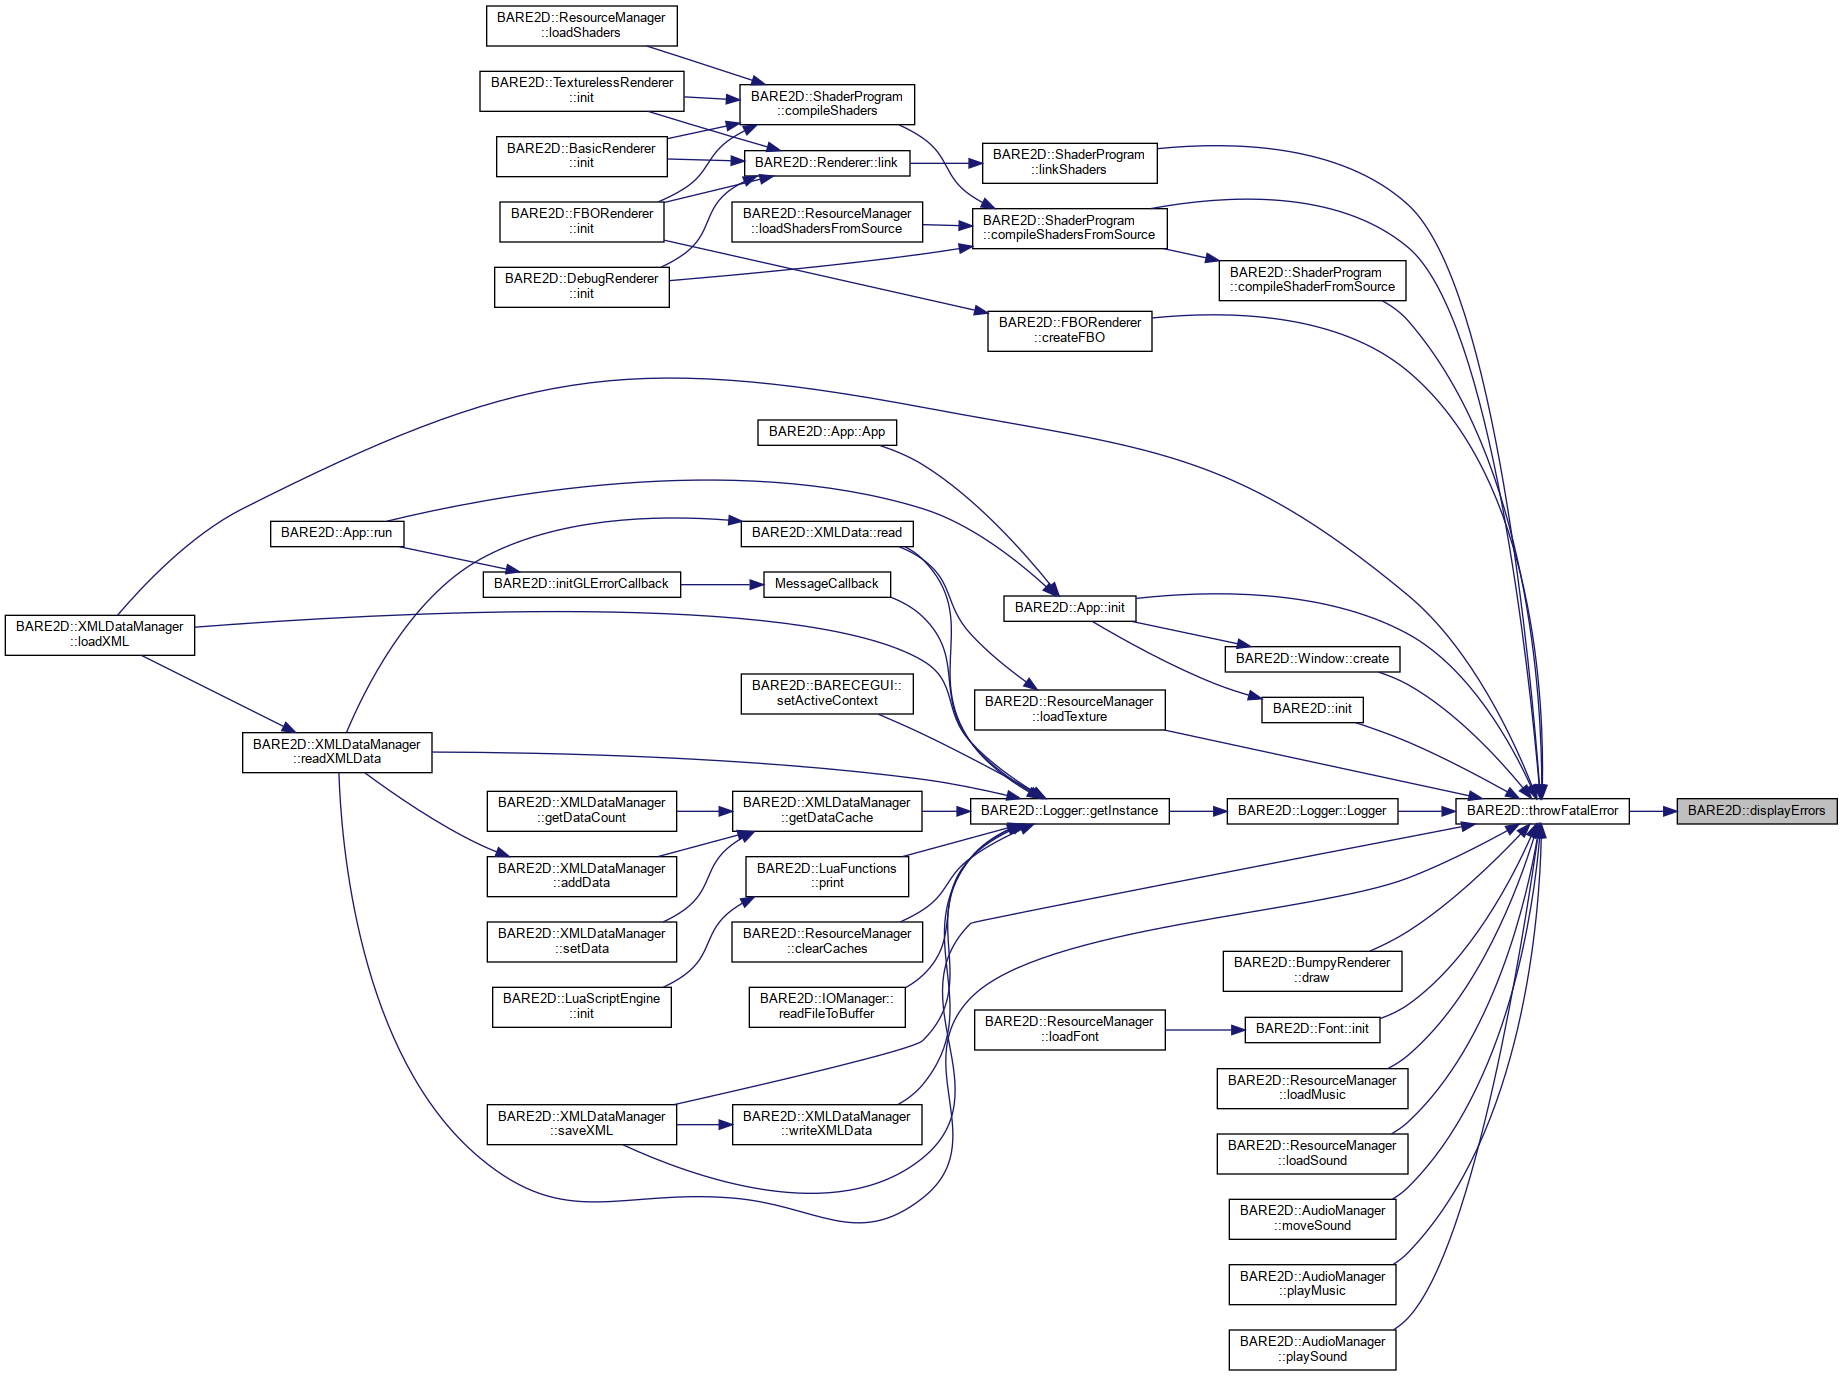 BARE2D::ResourceManager
::loadShaders
BARE2D::TexturelessRenderer
::init
BARE2D::ShaderProgram
::compileShaders
BARE2D::BasicRenderer
::init
BARE2D::Renderer::link
BARE2D::ShaderProgram
::linkShaders
BARE2D::FBORenderer
::init
BARE2D::ResourceManager
::loadShadersFromSource
BARE2D::ShaderProgram
::compileShadersFromSource
BARE2D::DebugRenderer
::init
BARE2D::ShaderProgram
::compileShaderFromSource
BARE2D::FBORenderer
::createFBO
BARE2D::App::App
BARE2D::App::run
BARE2D::XMLData::read
BARE2D::initGLErrorCallback
MessageCallback
BARE2D::App::init
BARE2D::XMLDataManager
::loadXML
BARE2D::Window::create
BARE2D::BARECEGUI::
setActiveContext
BARE2D::ResourceManager
::loadTexture
BARE2D::init
BARE2D::XMLDataManager
::readXMLData
BARE2D::XMLDataManager
::getDataCount
BARE2D::XMLDataManager
::getDataCache
BARE2D::Logger::getInstance
BARE2D::Logger::Logger
BARE2D::throwFatalError
BARE2D::displayErrors
BARE2D::XMLDataManager
::addData
BARE2D::LuaFunctions
::print
BARE2D::XMLDataManager
::setData
BARE2D::ResourceManager
::clearCaches
BARE2D::BumpyRenderer
::draw
BARE2D::LuaScriptEngine
::init
BARE2D::IOManager::
readFileToBuffer
BARE2D::ResourceManager
::loadFont
BARE2D::Font::init
BARE2D::ResourceManager
::loadMusic
BARE2D::XMLDataManager
::saveXML
BARE2D::XMLDataManager
::writeXMLData
BARE2D::ResourceManager
::loadSound
BARE2D::AudioManager
::moveSound
BARE2D::AudioManager
::playMusic
BARE2D::AudioManager
::playSound